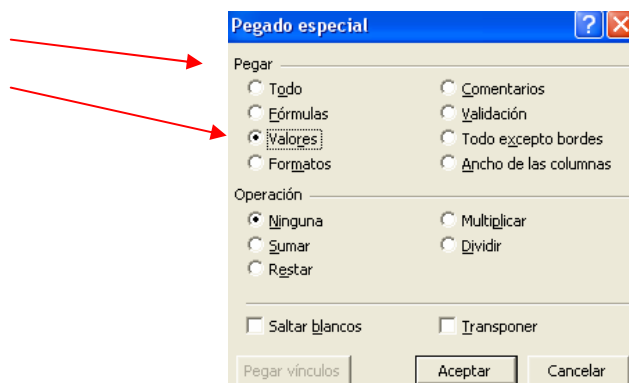 Pegado especial
Pegar
Todo
Comentarios
Fórmulas
Validación
Valores
Todo excepto bordes
Formatos
Ancho de las columnas
Operación
Ninguna
Multiplicar
Sumar
Dividir
Restar
Saltar blancos
Transponer
Pegar vínculos
Aceptar
Cancelar